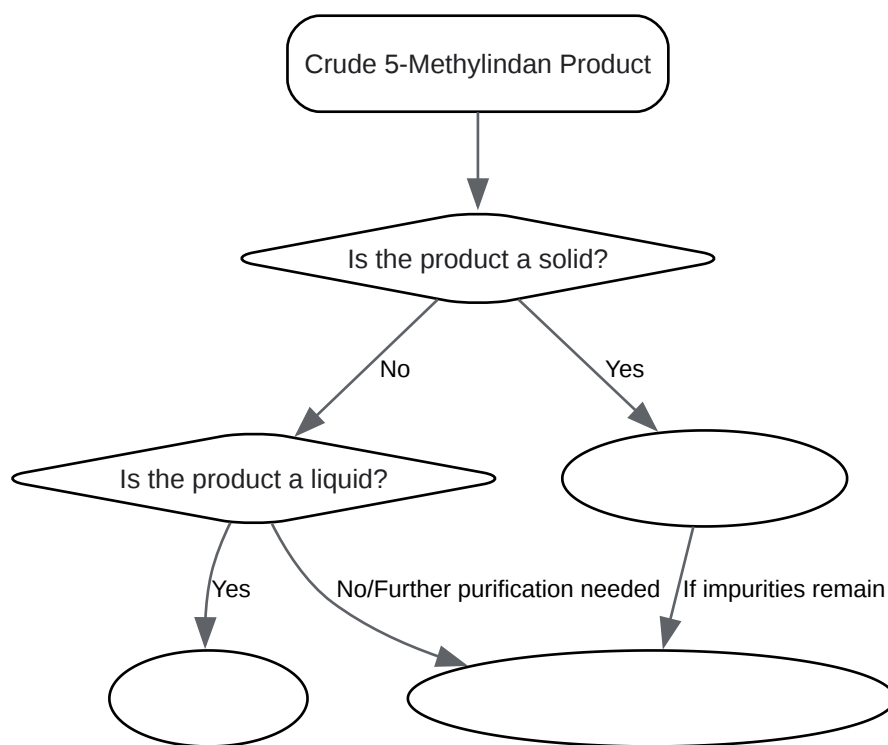 Crude 5-Methylindan Product
Is the product a solid?
No
Yes
Is the product a liquid?
Yes
No/Further purification needed
If impurities remain